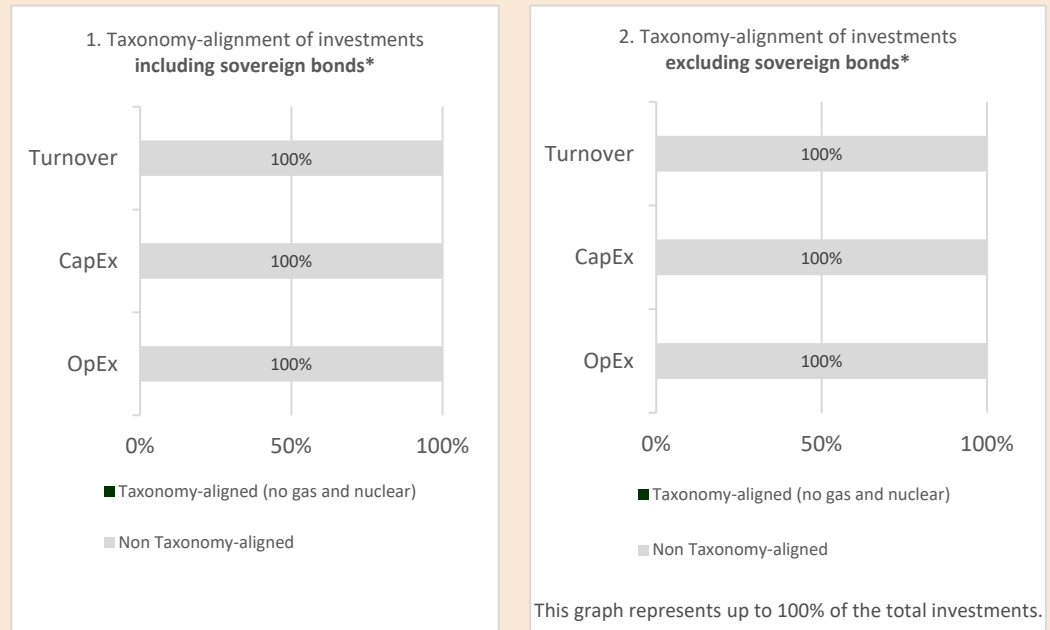 1. Taxonomy-alignment of investments
including sovereign bonds*
Turnover
100%
CapEx
100%
OpEx
100%
0%
50%
100%
Taxonomy-aligned (no gas and nuclear)
Non Taxonomy-aligned
2. Taxonomy-alignment of investments
excluding sovereign bonds*
Turnover
100%
CapEx
100%
OpEx
100%
0%
50%
100%
Taxonomy-aligned (no gas and nuclear)
Non Taxonomy-aligned
This graph represents up to 100% of the total investments.